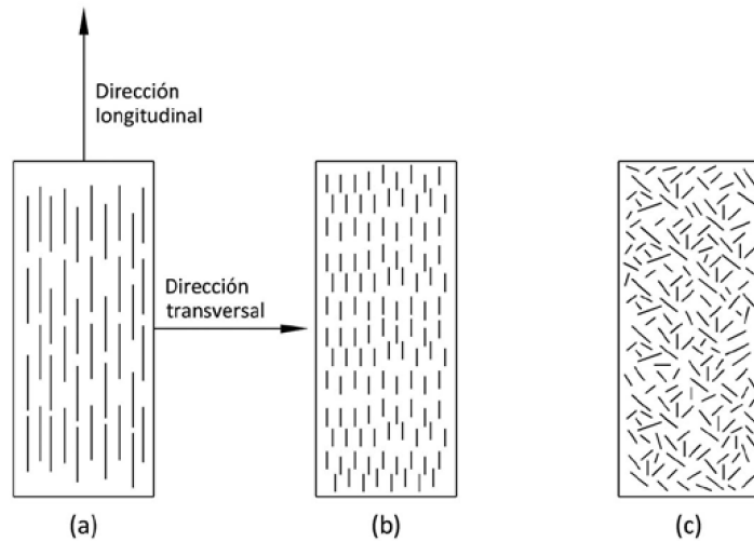 Dirección
longitudinal
Dirección
transversal
(a)
(b)
(c)